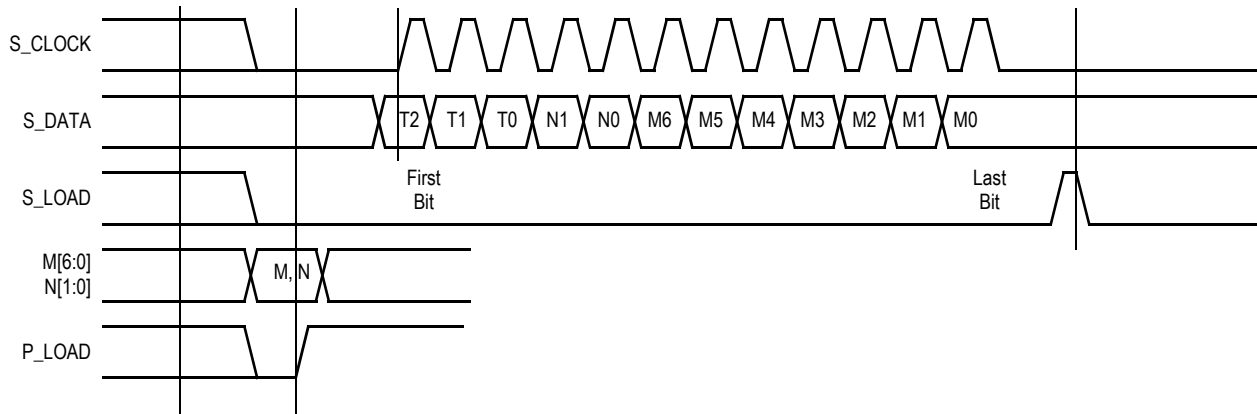 S_CLOCK
S_DATA
T2 T1 T0 N1 N0 M6 M5 M4 M3 M2 M1 M0
S_LOAD
First
Bit
Last
Bit
M[6:0]
N[1:0]
M, N
P_LOAD